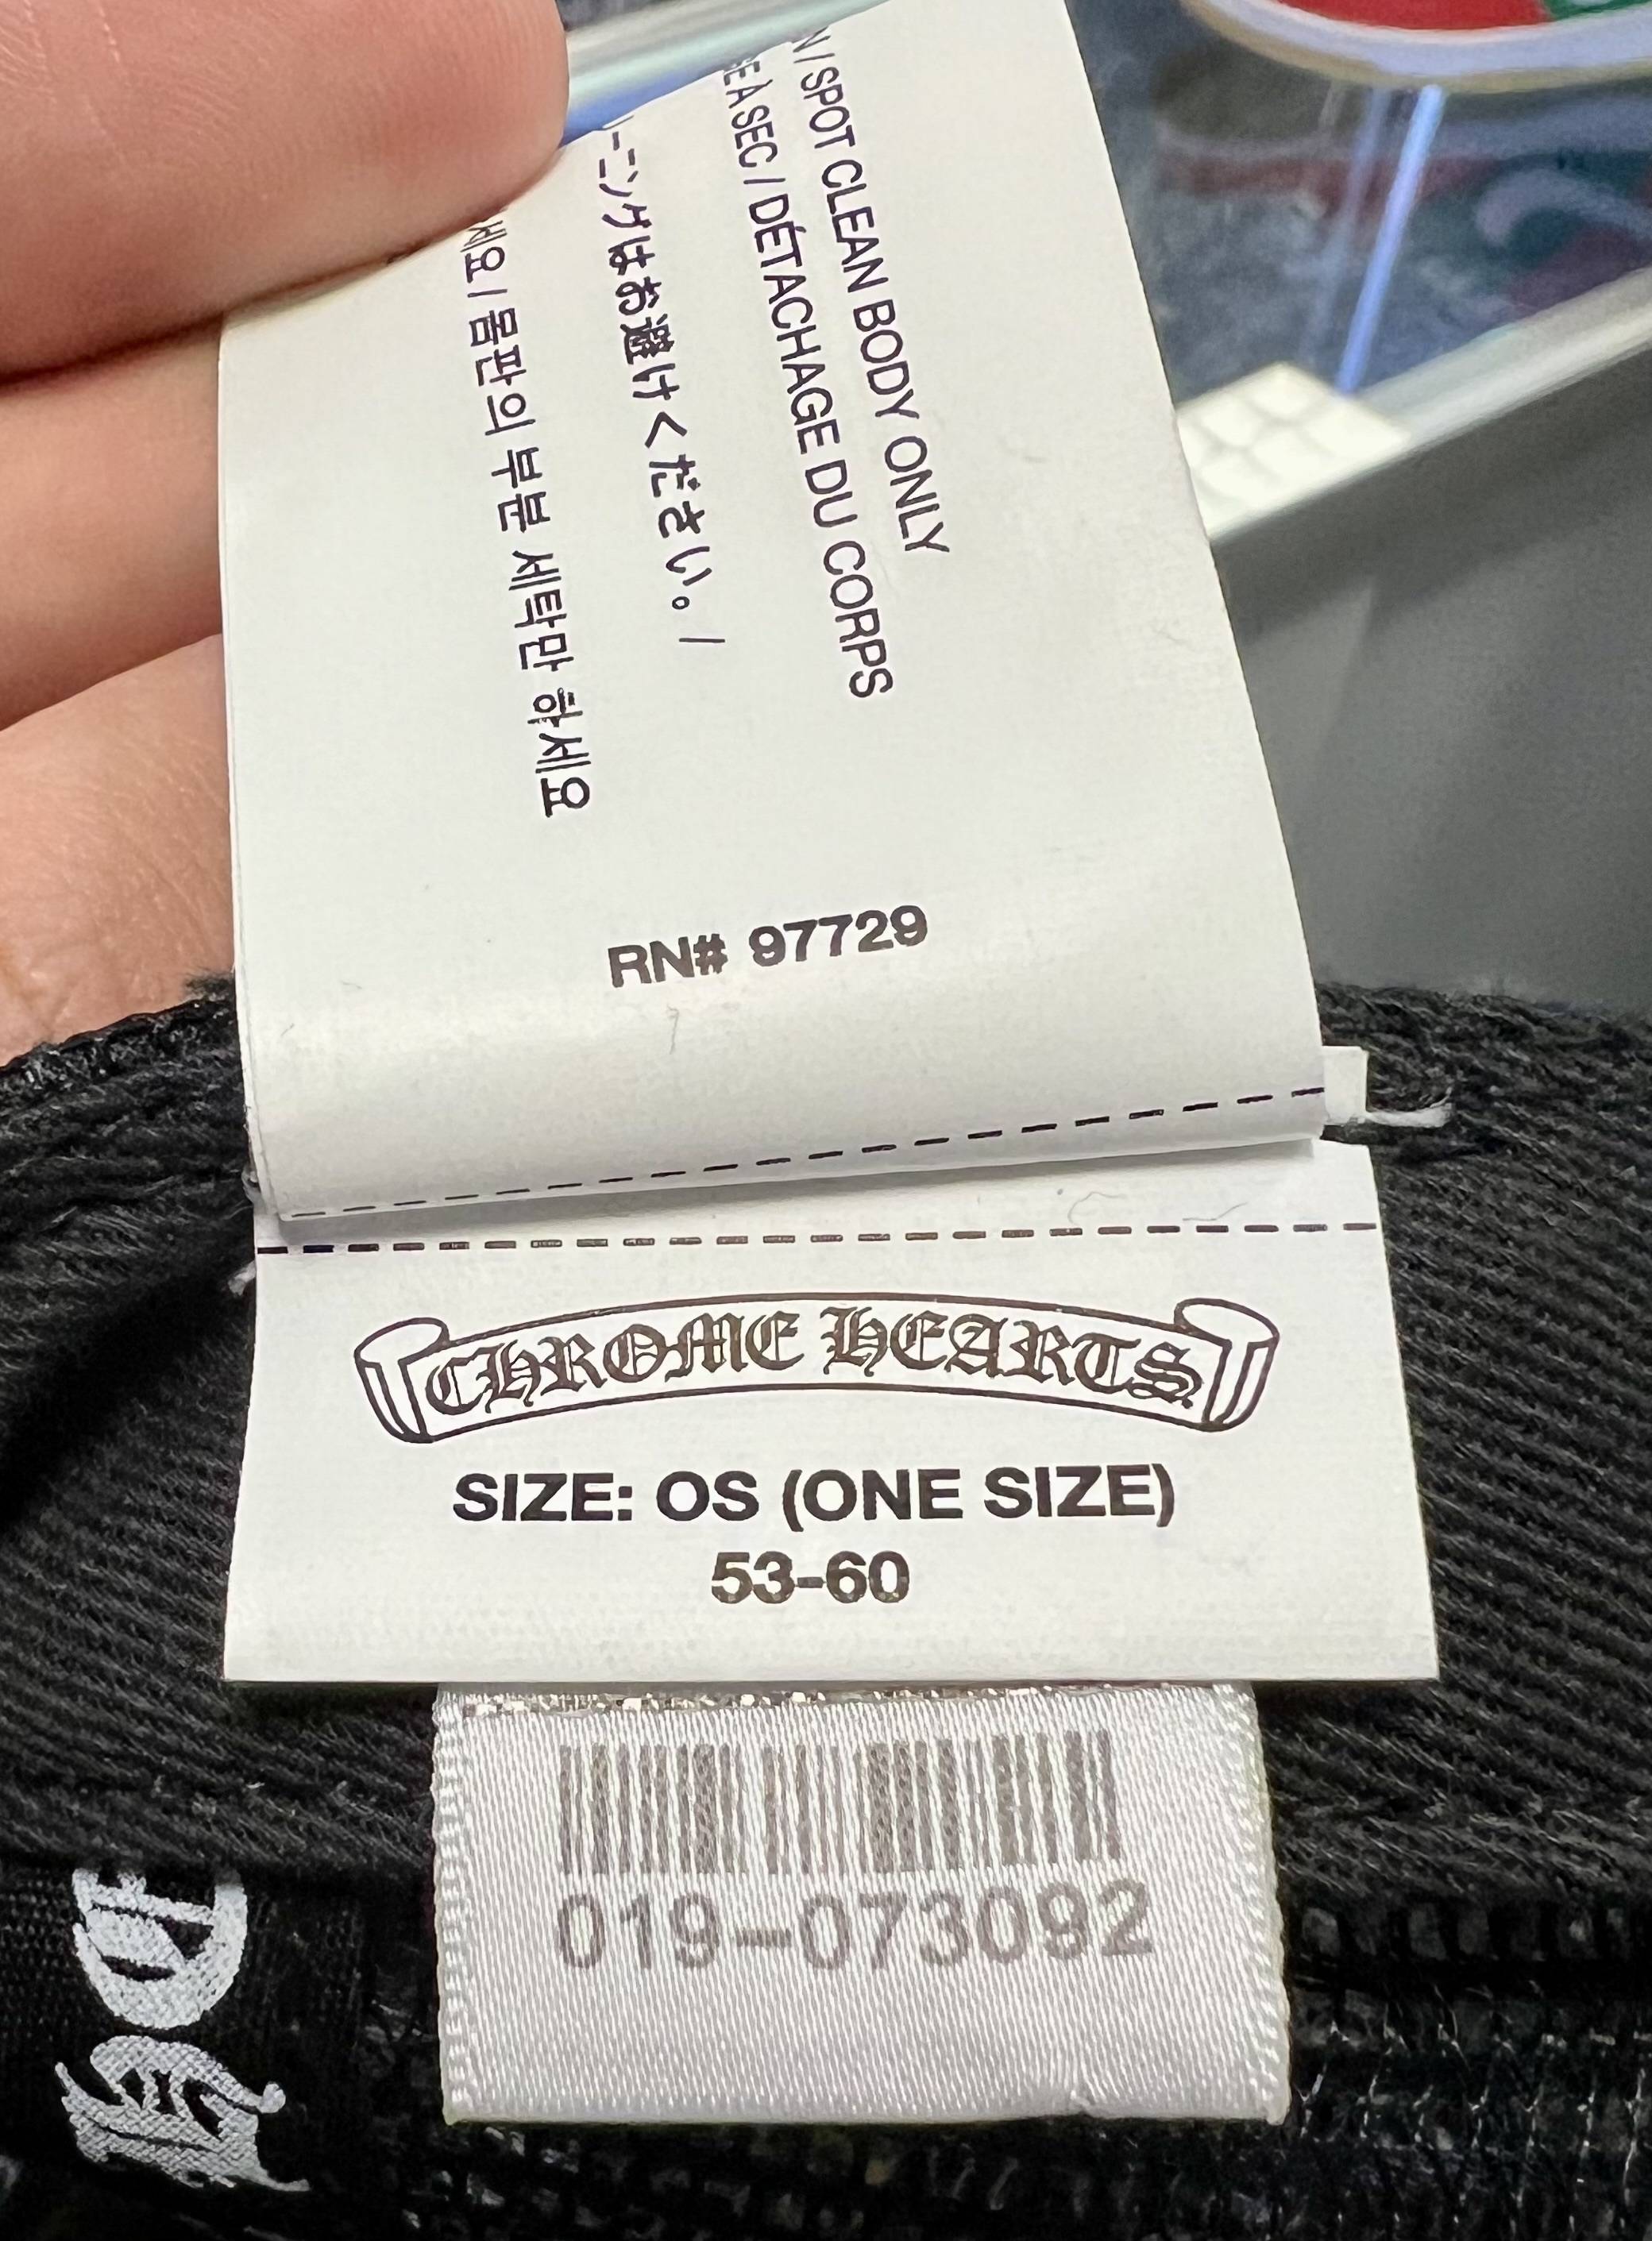 / SPOT CLEAN BODY ONLY
À SEC / DÉTACHAGE DU CORPS
ーニングはお避けください。 /
세요 / 몸판의 부분 세탁만 하세요
RN# 97729
CHROME HEARTS
SIZE: OS (ONE SIZE)
53-60
019-073092